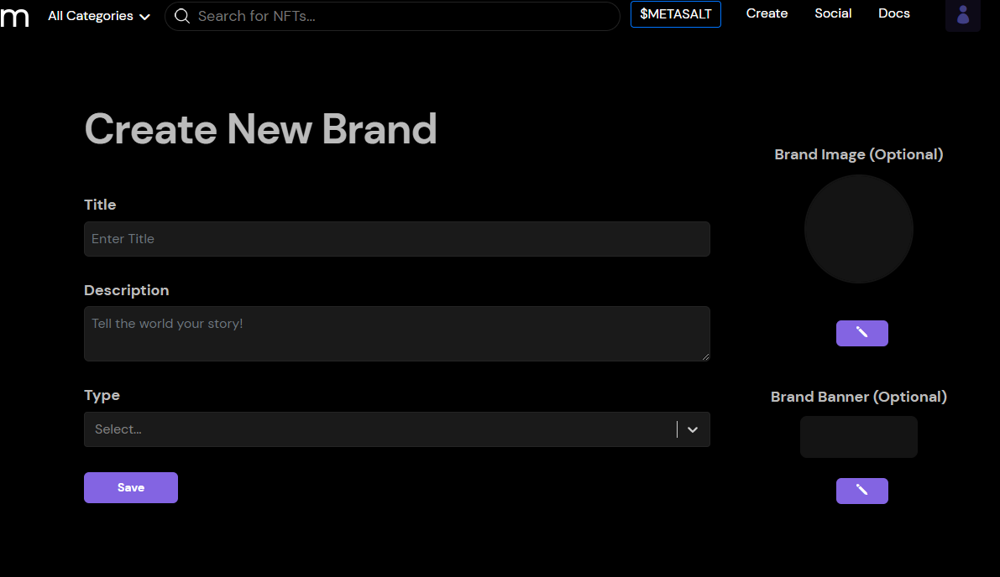 m All Categories Search for NFTs... $METASALT Create Social Docs
Create New Brand
Title
Enter Title
Description
Tell the world your story!
Type
Select...
Save
Brand Image (Optional)
Brand Banner (Optional)